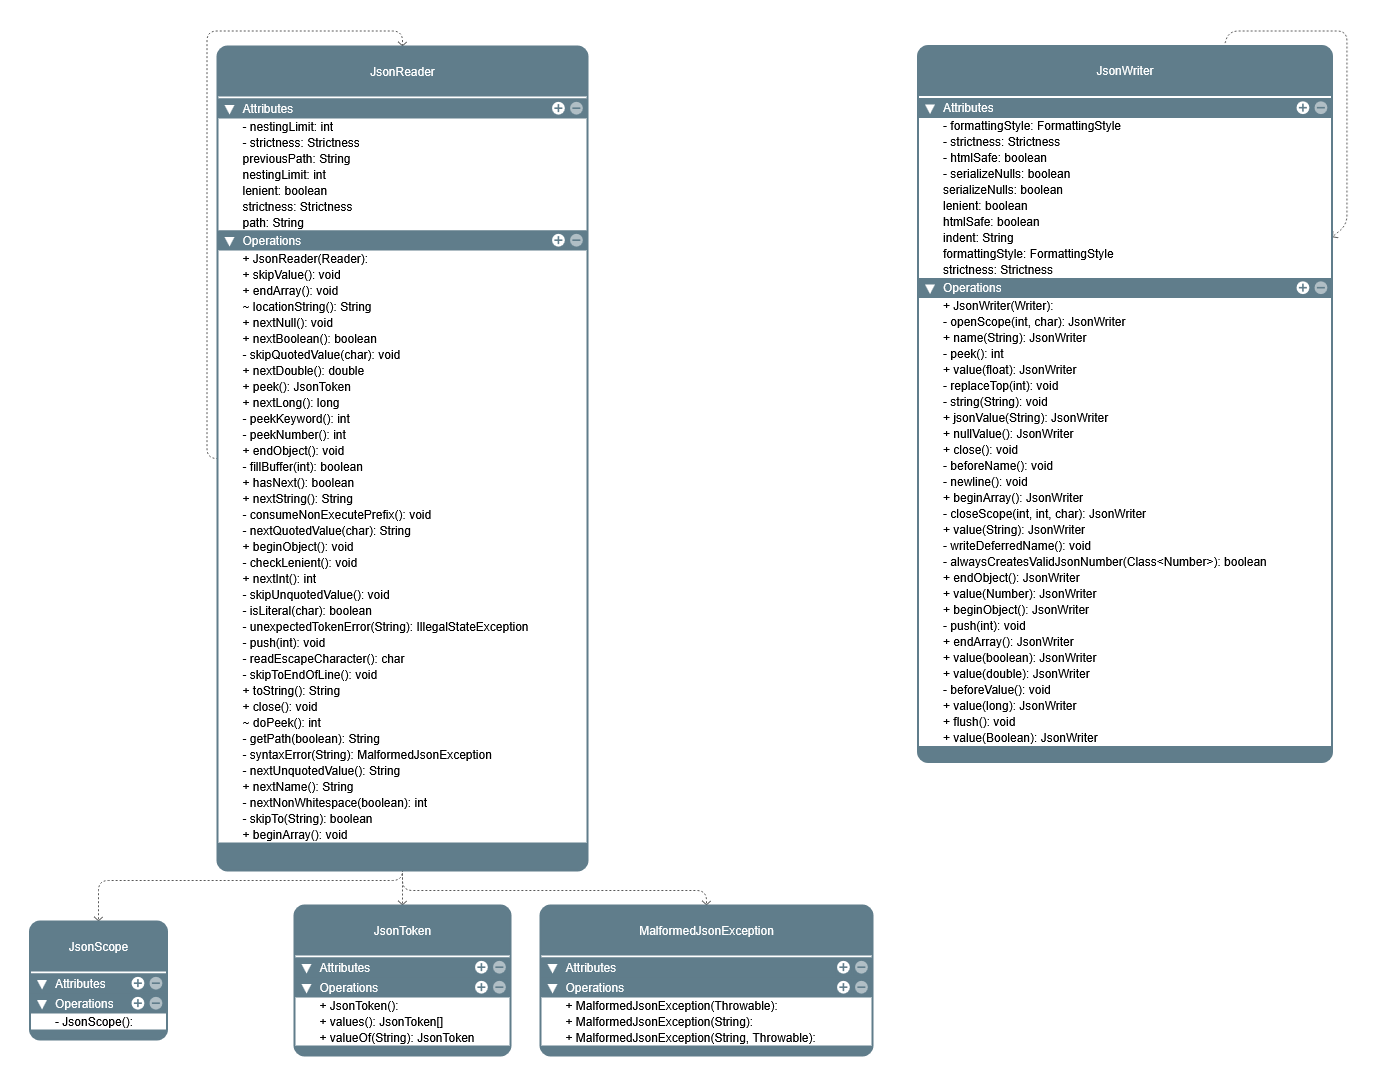 JsonReader
Attributes
- nestingLimit: int
- strictness: Strictness
previousPath: String
nestingLimit: int
lenient: boolean
strictness: Strictness
path: String
Operations
+ JsonReader(Reader):
+ skipValue(): void
+ endArray(): void
~ locationString(): String
+ nextNull(): void
+ nextBoolean(): boolean
- skipQuotedValue(char): void
+ nextDouble(): double
+ peek(): JsonToken
+ nextLong(): long
- peekKeyword(): int
- peekNumber(): int
+ endObject(): void
- fillBuffer(int): boolean
+ hasNext(): boolean
+ nextString(): String
- consumeNonExecutePrefix(): void
- nextQuotedValue(char): String
+ beginObject(): void
- checkLenient(): void
+ nextInt(): int
- skipUnquotedValue(): void
- isLiteral(char): boolean
- unexpectedTokenError(String): IllegalStateException
- push(int): void
- readEscapeCharacter(): char
- skipToEndOfLine(): void
+ toString(): String
+ close(): void
~ doPeek(): int
- getPath(boolean): String
- syntaxError(String): MalformedJsonException
- nextUnquotedValue(): String
+ nextName(): String
- nextNonWhitespace(boolean): int
- skipTo(String): boolean
+ beginArray(): void
JsonWriter
Attributes
- formattingStyle: FormattingStyle
- strictness: Strictness
- htmlSafe: boolean
- serializeNulls: boolean
serializeNulls: boolean
lenient: boolean
htmlSafe: boolean
indent: String
formattingStyle: FormattingStyle
strictness: Strictness
Operations
+ JsonWriter(Writer):
- openScope(int, char): JsonWriter
+ name(String): JsonWriter
- peek(): int
+ value(float): JsonWriter
- replaceTop(int): void
- string(String): void
+ jsonValue(String): JsonWriter
+ nullValue(): JsonWriter
+ close(): void
- beforeName(): void
- newline(): void
+ beginArray(): JsonWriter
- closeScope(int, int, char): JsonWriter
+ value(String): JsonWriter
- writeDeferredName(): void
- alwaysCreatesValidJsonNumber(Class<Number>): boolean
+ endObject(): JsonWriter
+ value(Number): JsonWriter
+ beginObject(): JsonWriter
- push(int): void
+ endArray(): JsonWriter
+ value(boolean): JsonWriter
+ value(double): JsonWriter
- beforeValue(): void
+ value(long): JsonWriter
+ flush(): void
+ value(Boolean): JsonWriter
JsonScope
Attributes
Operations
- JsonScope():
JsonToken
Attributes
Operations
+ JsonToken():
+ values(): JsonToken[]
+ valueOf(String): JsonToken
MalformedJsonException
Attributes
Operations
+ MalformedJsonException(Throwable):
+ MalformedJsonException(String):
+ MalformedJsonException(String, Throwable):